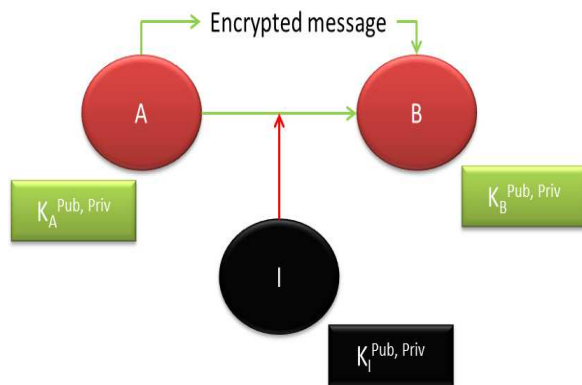 Encrypted message
A
B
K_A^Pub, Priv
K_B^Pub, Priv
I
K_I^Pub, Priv